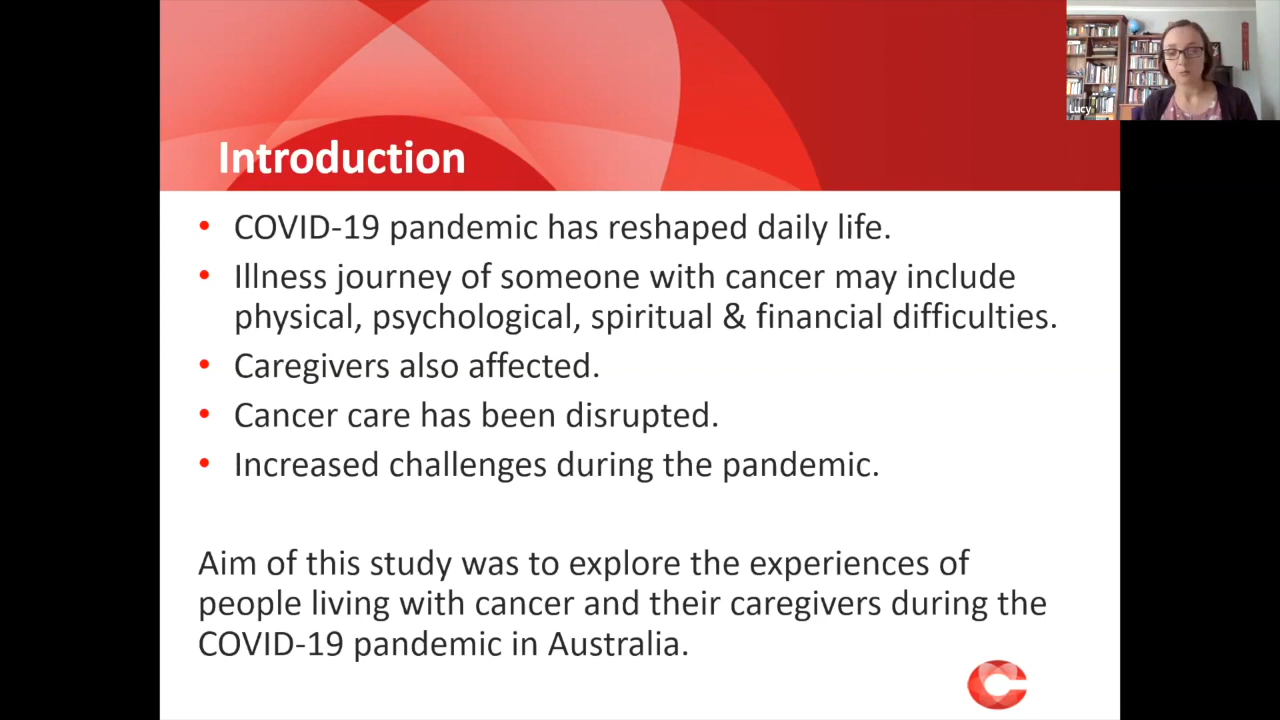 Lucy
Introduction
• COVID-19 pandemic has reshaped daily life.
• Illness journey of someone with cancer may include
physical, psychological, spiritual & financial difficulties.
• Caregivers also affected.
• Cancer care has been disrupted.
• Increased challenges during the pandemic.
Aim of this study was to explore the experiences of
people living with cancer and their caregivers during the
COVID-19 pandemic in Australia.